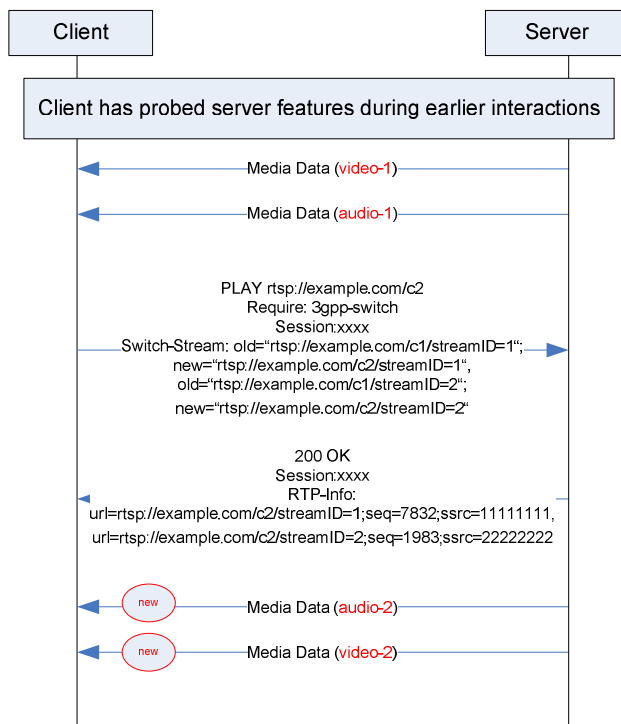 Client
Server
Client has probed server features during earlier interactions
Media Data (video-1)
Media Data (audio-1)
PLAY rtsp://example.com/c2
Require: 3gpp-switch
Session:xxxx
Switch-Stream: old=“rtsp://example.com/c1/streamID=1“;
new=“rtsp://example.com/c2/streamID=1“,
old=“rtsp://example.com/c1/streamID=2“;
new=“rtsp://example.com/c2/streamID=2“
200 OK
Session:xxxx
RTP-Info:
url=rtsp://example.com/c2/streamID=1;seq=7832;ssrc=11111111,
url=rtsp://example.com/c2/streamID=2;seq=1983;ssrc=22222222
new
Media Data (audio-2)
new
Media Data (video-2)